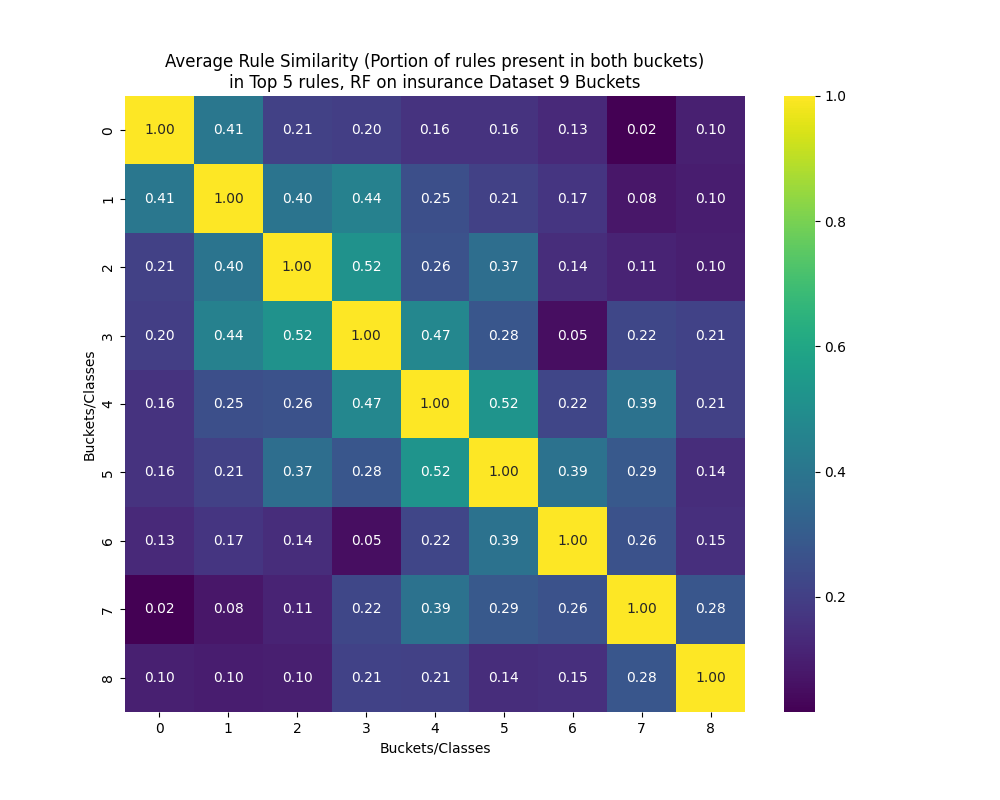 Average Rule Similarity (Portion of rules present in both buckets)
in Top 5 rules, RF on insurance Dataset 9 Buckets
0 1.00 0.41 0.21 0.20 0.16 0.16 0.13 0.02 0.10
1 0.41 1.00 0.40 0.44 0.25 0.21 0.17 0.08 0.10
2 0.21 0.40 1.00 0.52 0.26 0.37 0.14 0.11 0.10
3 0.20 0.44 0.52 1.00 0.47 0.28 0.05 0.22 0.21
4 0.16 0.25 0.26 0.47 1.00 0.52 0.22 0.39 0.21
5 0.16 0.21 0.37 0.28 0.52 1.00 0.39 0.29 0.14
6 0.13 0.17 0.14 0.05 0.22 0.39 1.00 0.26 0.15
7 0.02 0.08 0.11 0.22 0.39 0.29 0.26 1.00 0.28
8 0.10 0.10 0.10 0.21 0.21 0.14 0.15 0.28 1.00
0 1 2 3 4 5 6 7 8
Buckets/Classes
Buckets/Classes
1.0
0.8
0.6
0.4
0.2